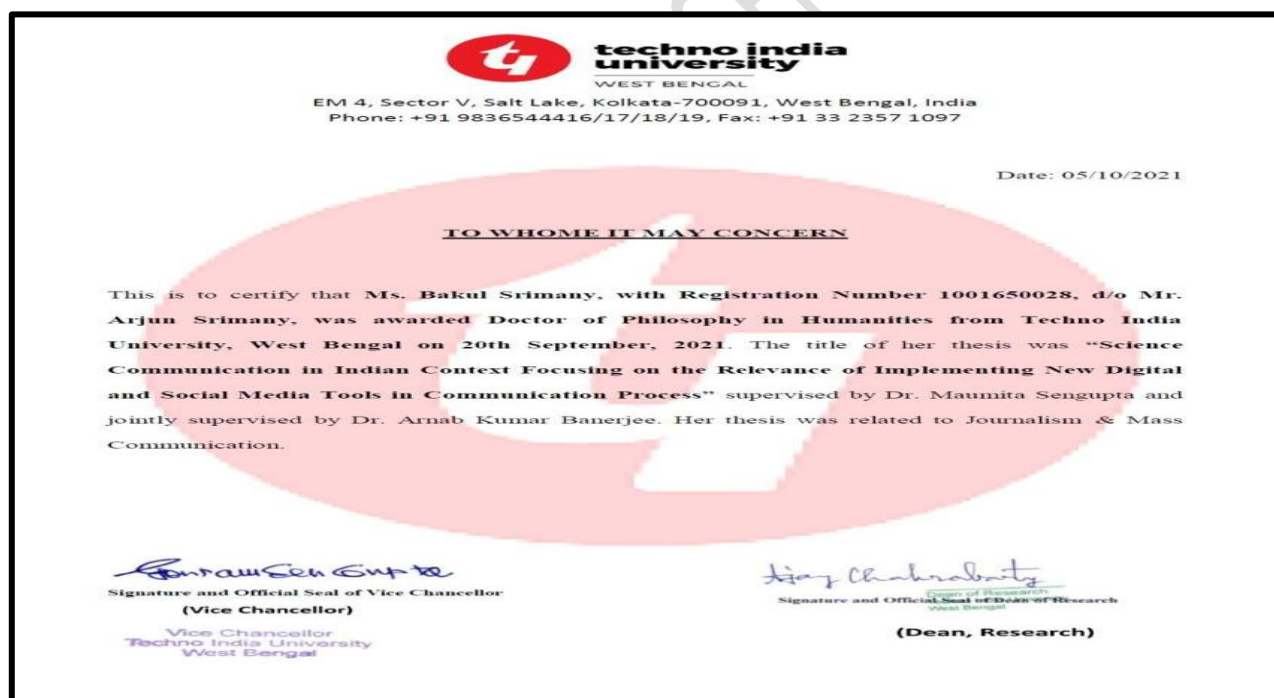 techno india
university
WEST BENGAL
EM 4, Sector V, Salt Lake, Kolkata-700091, West Bengal, India
Phone: +91 9836544416/17/18/19, Fax: +91 33 2357 1097
Date: 05/10/2021
TO WHOME IT MAY CONCERN
This is to certify that Ms. Bakul Srimany, with Registration Number 1001650028, d/o Mr.
Arjun Srimany, was awarded Doctor of Philosophy in Humanities from Techno India
University, West Bengal on 20th September, 2021. The title of her thesis was “Science
Communication in Indian Context Focusing on the Relevance of Implementing New Digital
and Social Media Tools in Communication Process” supervised by Dr. Maumita Sengupta and
jointly supervised by Dr. Arnab Kumar Banerjee. Her thesis was related to Journalism & Mass
Communication.
Signature and Official Seal of Vice Chancellor
(Vice Chancellor)
Vice Chancellor
Techno India University
West Bengal
Ajay Chakrabarty
Dean of Research
Signature and Official Seal of Dean of Research
West Bengal
(Dean, Research)